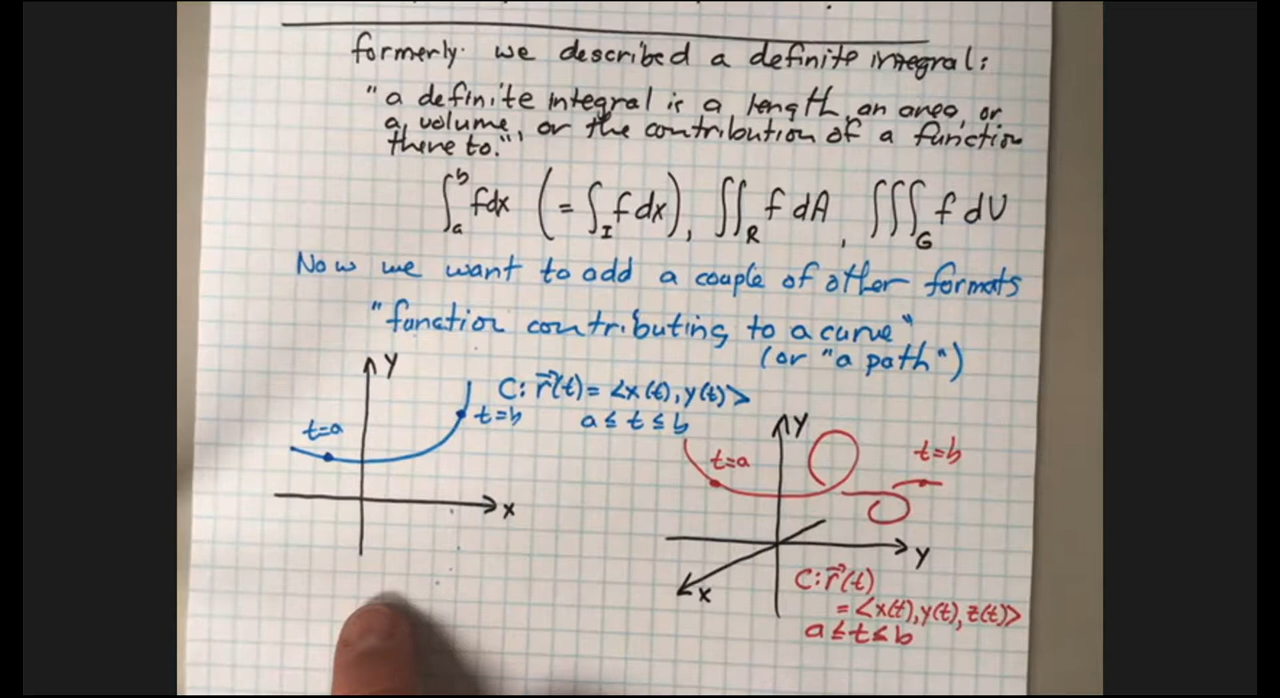 formerly: we described a definite integral:
"a definite integral is a length, an area, or
a volume, or the contribution of a function
there to."
∫_a^b fdx (= ∫_I f dx), ∬_R f dA, ∭_G f dV
Now we want to add a couple of other formats
"function contributing to a curve"
(or "a path")
y
C: r⃗(t) = <x(t), y(t)>
a ≤ t ≤ b
t=a
t=b
x
y
t=a
t=b
y
x
C: r⃗(t)
= <x(t), y(t), z(t)>
a ≤ t ≤ b